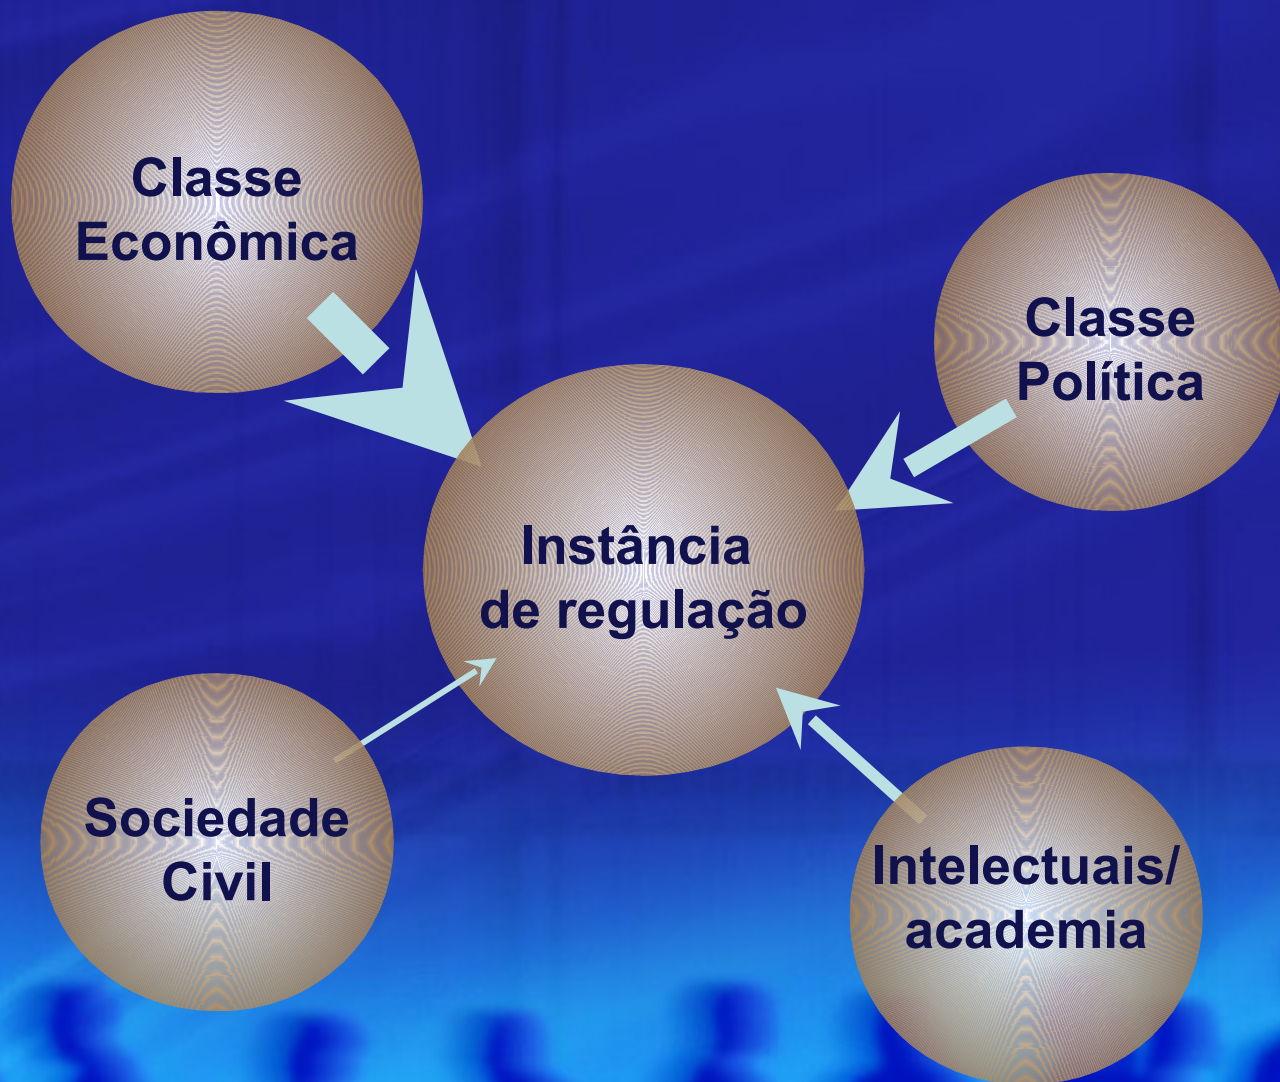 Classe
Econômica
Classe
Política
Instância
de regulação
Sociedade
Civil
Intelectuais/
academia